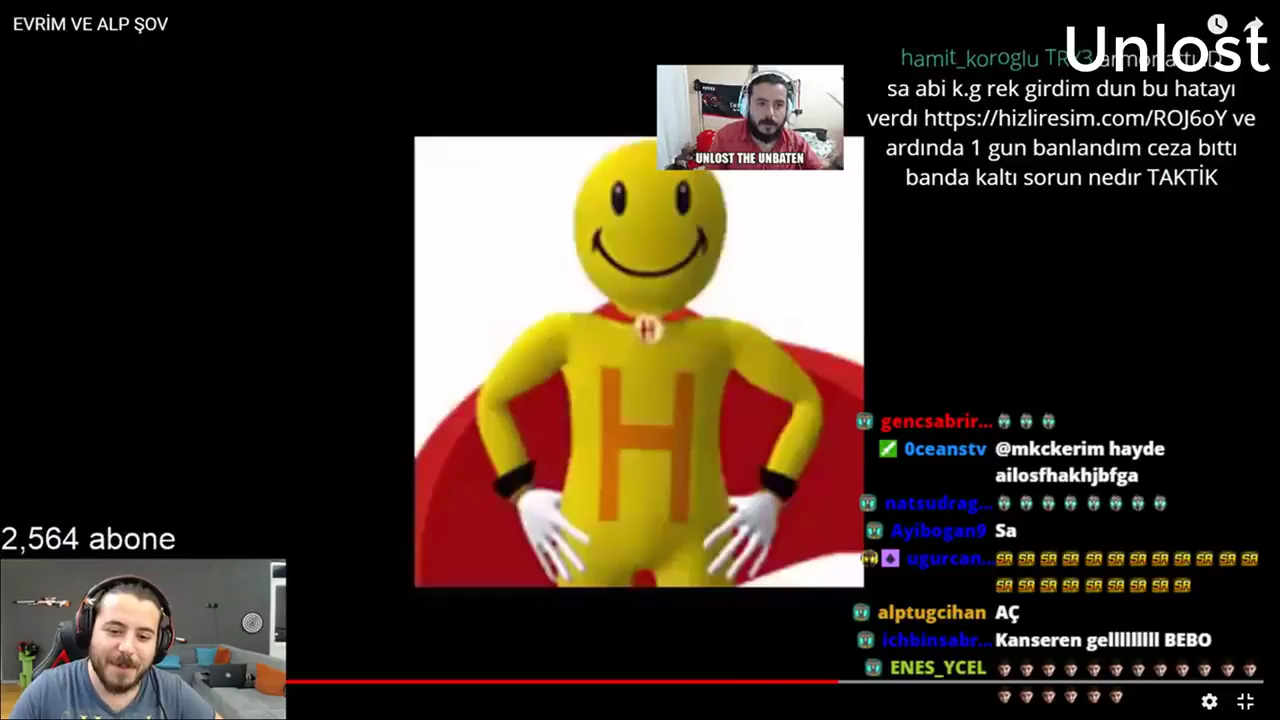 EVRİM VE ALP ŞOV
Unlost
hamit_koroglu
sa abi k.g rek girdim dun bu hatayı
verdı https://hizliresim.com/ROJ6oY ve
ardında 1 gun banlandım ceza bıttı
banda kaltı sorun nedır TAKTİK
UNLOST THE UNBATEN
H
H
gencsabrir...
0ceanstv @mkckerim hayde
ailosfhakhjbfga
natsudrag...
Ayibogan9 Sa
ugurcan... SA SA SA SA SA SA SA SA SA SA SA SA
SA SA SA SA SA SA SA SA SA
alptugcihan AÇ
ichbinsabr... Kanseren gelllllllll BEBO
ENES_YCEL
2,564 abone